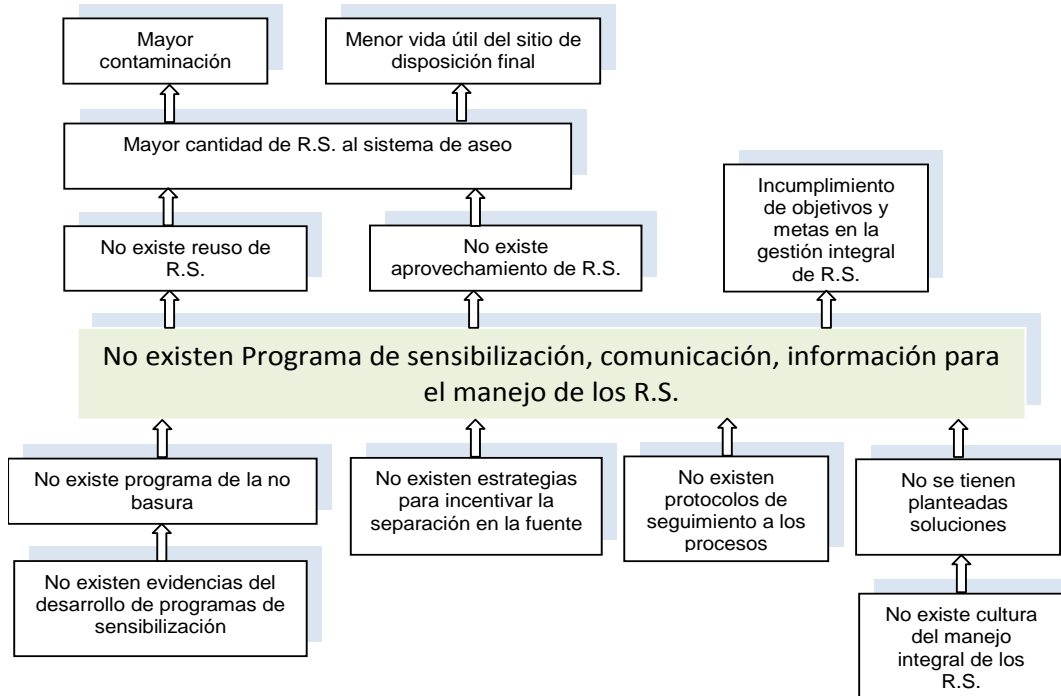 Mayor
contaminación
Menor vida útil del sitio de
disposición final
Mayor cantidad de R.S. al sistema de aseo
No existe reuso de
R.S.
No existe
aprovechamiento de R.S.
Incumplimiento
de objetivos y
metas en la
gestión integral
de R.S.
No existen Programa de sensibilización, comunicación, información para
el manejo de los R.S.
No existe programa de la no
basura
No existen estrategias
para incentivar la
separación en la fuente
No existen
protocolos de
seguimiento a los
procesos
No se tienen
planteadas
soluciones
No existen evidencias del
desarrollo de programas de
sensibilización
No existe cultura
del manejo
integral de los
R.S.